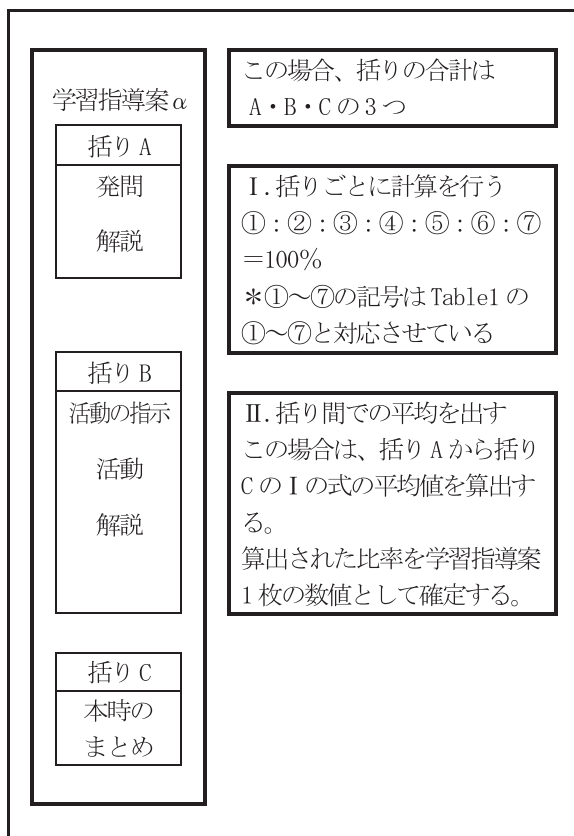 学習指導案α
括りA
発問
解説
括りB
活動の指示
活動
解説
括りC
本時の
まとめ
この場合、括りの合計は
A・B・Cの3つ
Ⅰ.括りごとに計算を行う
①:②:③:④:⑤:⑥:⑦
＝100％
＊①～⑦の記号はTable1の
①～⑦と対応させている
Ⅱ.括り間での平均を出す
この場合は、括りAから括り
CのⅠの式の平均値を算出す
る。
算出された比率を学習指導案
1枚の数値として確定する。